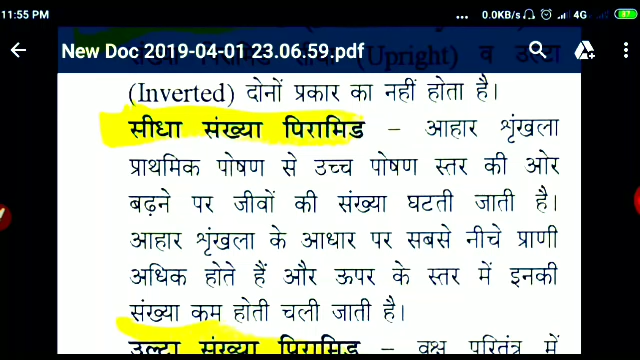 11:55 PM ... 0.0KB/s 4G 87
New Doc 2019-04-01 23.06.59.pdf
संख्या पिरामिड सीधा (Upright) व उल्टा
(Inverted) दोनों प्रकार का नहीं होता है।
सीधा संख्या पिरामिड – आहार शृंखला
प्राथमिक पोषण से उच्च पोषण स्तर की ओर
बढ़ने पर जीवों की संख्या घटती जाती है।
आहार शृंखला के आधार पर सबसे नीचे प्राणी
अधिक होते हैं और ऊपर के स्तर में इनकी
संख्या कम होती चली जाती है।
उल्टा संख्या पिरामिड – वृक्ष परितंत्र में